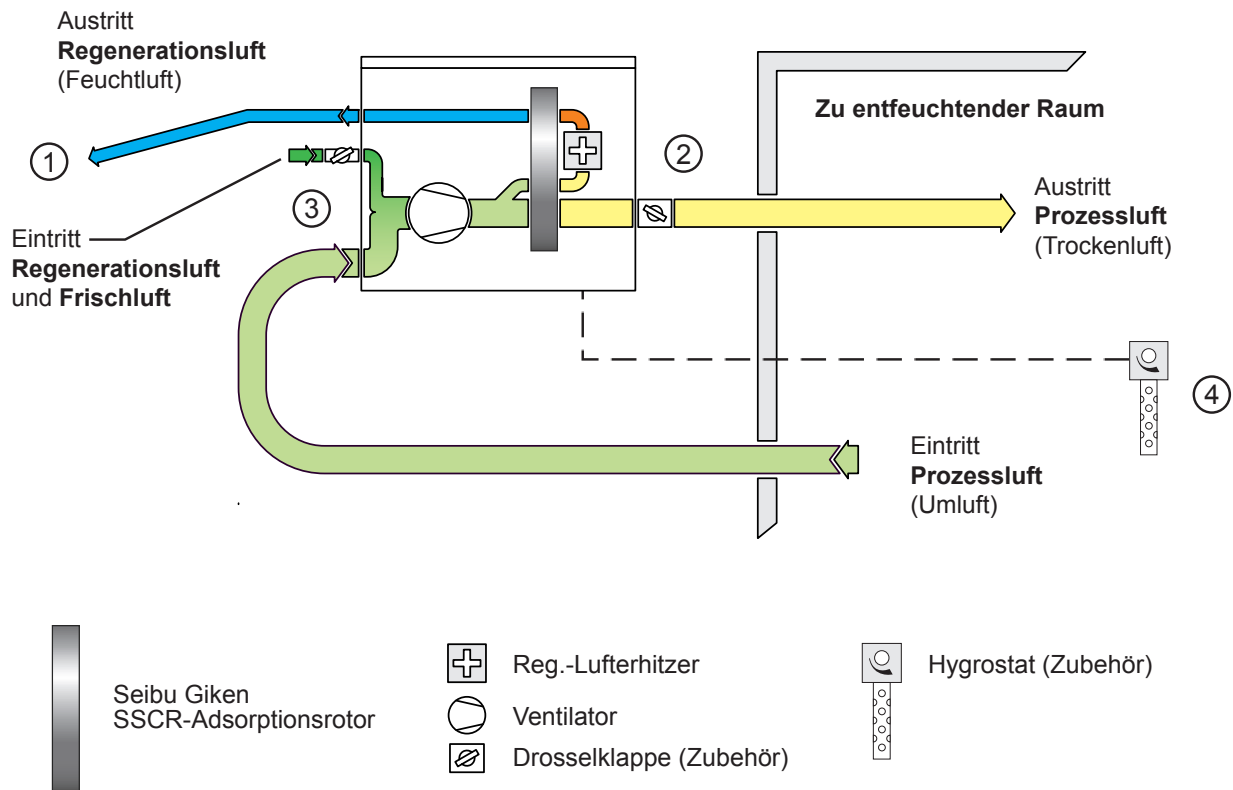 Austritt
Regenerationsluft
(Feuchtluft)
Zu entfeuchtender Raum
1
2
3
Austritt
Prozessluft
(Trockenluft)
Eintritt
Regenerationsluft
und Frischluft
4
Eintritt
Prozessluft
(Umluft)
Seibu Giken
SSCR-Adsorptionsrotor
Reg.-Lufterhitzer
Ventilator
Drosselklappe (Zubehör)
Hygrostat (Zubehör)